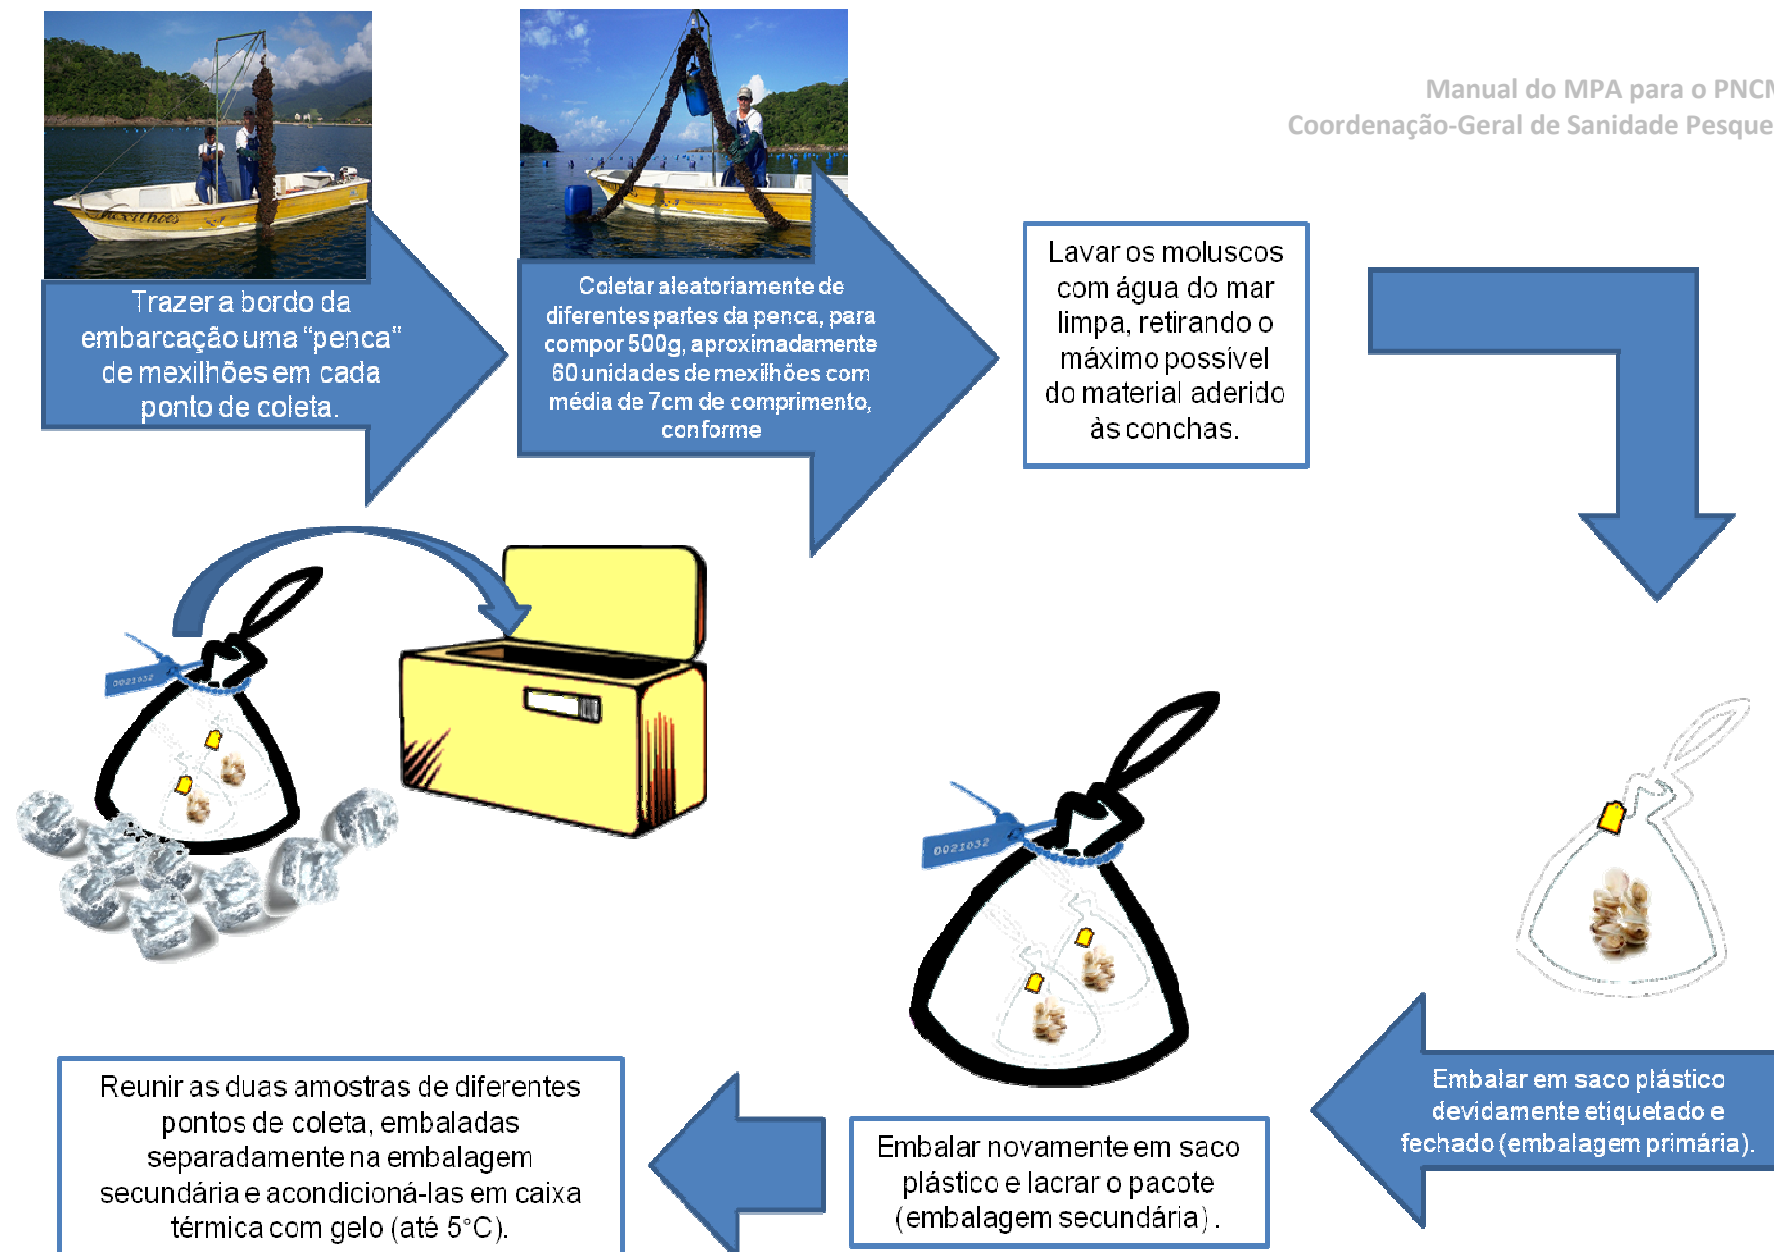 Manual do MPA para o PNCM
Coordenação-Geral de Sanidade Pesque
Mexilhões
Trazer a bordo da
embarcação uma “penca”
de mexilhões em cada
ponto de coleta.
Coletar aleatoriamente de
diferentes partes da penca, para
compor 500g, aproximadamente
60 unidades de mexilhões com
média de 7cm de comprimento,
conforme
Lavar os moluscos
com água do mar
limpa, retirando o
máximo possível
do material aderido
às conchas.
Embalar em saco plástico
devidamente etiquetado e
fechado (embalagem primária).
0021032
Embalar novamente em saco
plástico e lacrar o pacote
(embalagem secundária) .
0021032
Reunir as duas amostras de diferentes
pontos de coleta, embaladas
separadamente na embalagem
secundária e acondicioná-las em caixa
térmica com gelo (até 5°C).